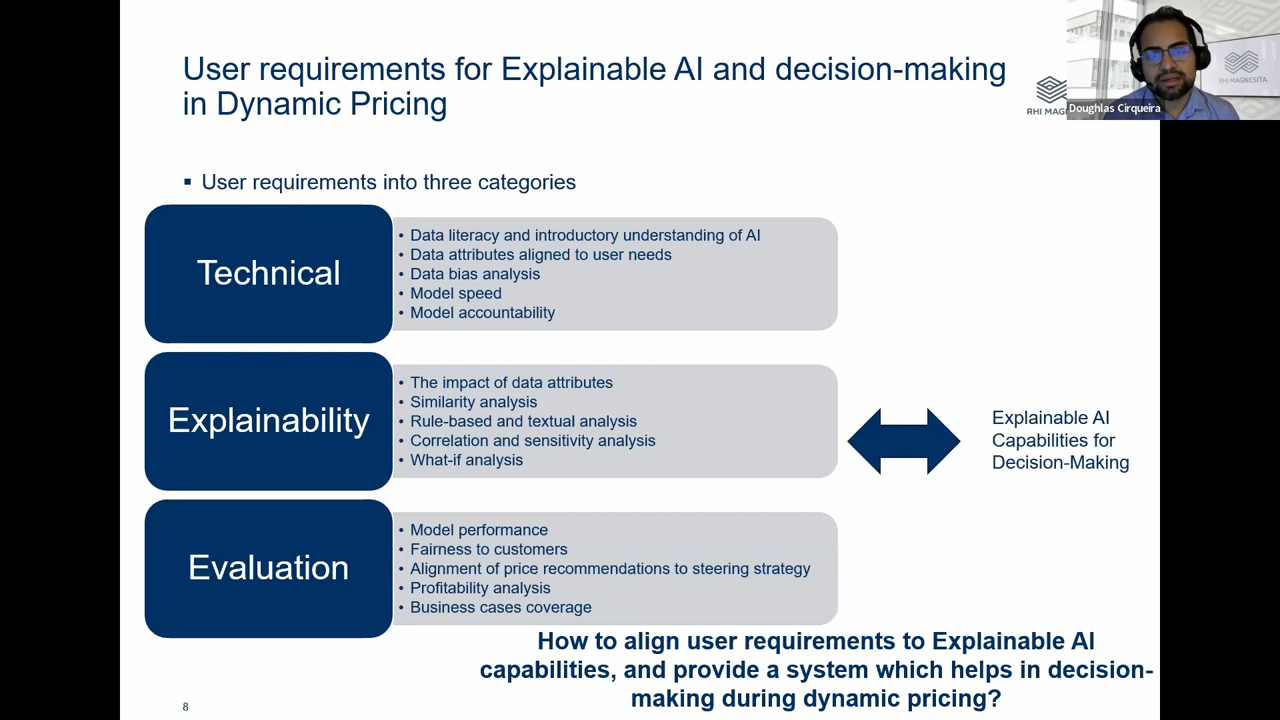 User requirements for Explainable AI and decision-making
in Dynamic Pricing
RHI MAG
RHI MAGNESITA
Doughlas Cirqueira
▪ User requirements into three categories
Technical
• Data literacy and introductory understanding of AI
• Data attributes aligned to user needs
• Data bias analysis
• Model speed
• Model accountability
Explainability
• The impact of data attributes
• Similarity analysis
• Rule-based and textual analysis
• Correlation and sensitivity analysis
• What-if analysis
Explainable AI
Capabilities for
Decision-Making
Evaluation
• Model performance
• Fairness to customers
• Alignment of price recommendations to steering strategy
• Profitability analysis
• Business cases coverage
How to align user requirements to Explainable AI
capabilities, and provide a system which helps in decision-
making during dynamic pricing?
8